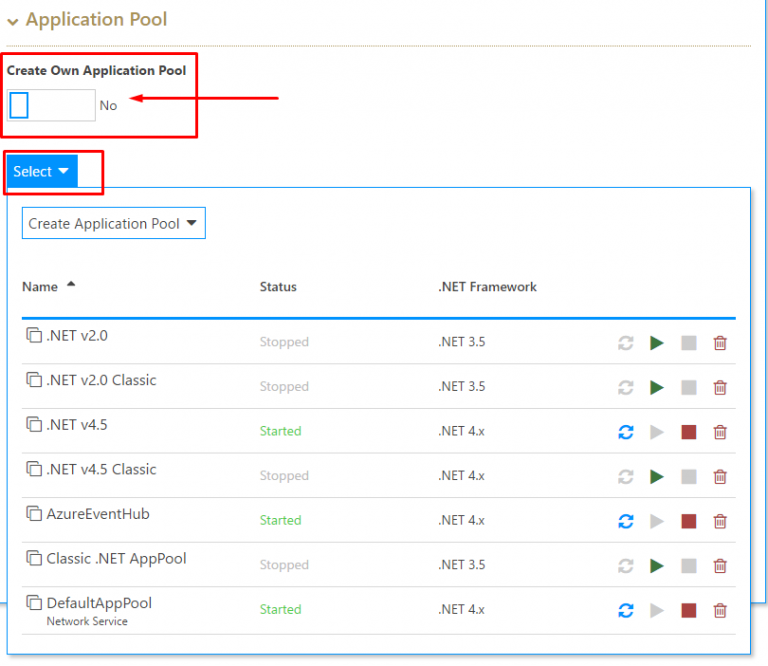 Application Pool
Create Own Application Pool
No
Select
Create Application Pool
Name Status .NET Framework
.NET v2.0 Stopped .NET 3.5
.NET v2.0 Classic Stopped .NET 3.5
.NET v4.5 Started .NET 4.x
.NET v4.5 Classic Stopped .NET 4.x
AzureEventHub Started .NET 4.x
Classic .NET AppPool Stopped .NET 3.5
DefaultAppPool Started .NET 4.x
Network Service